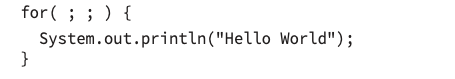 for( ; ; ) {
  System.out.println("Hello World");
}